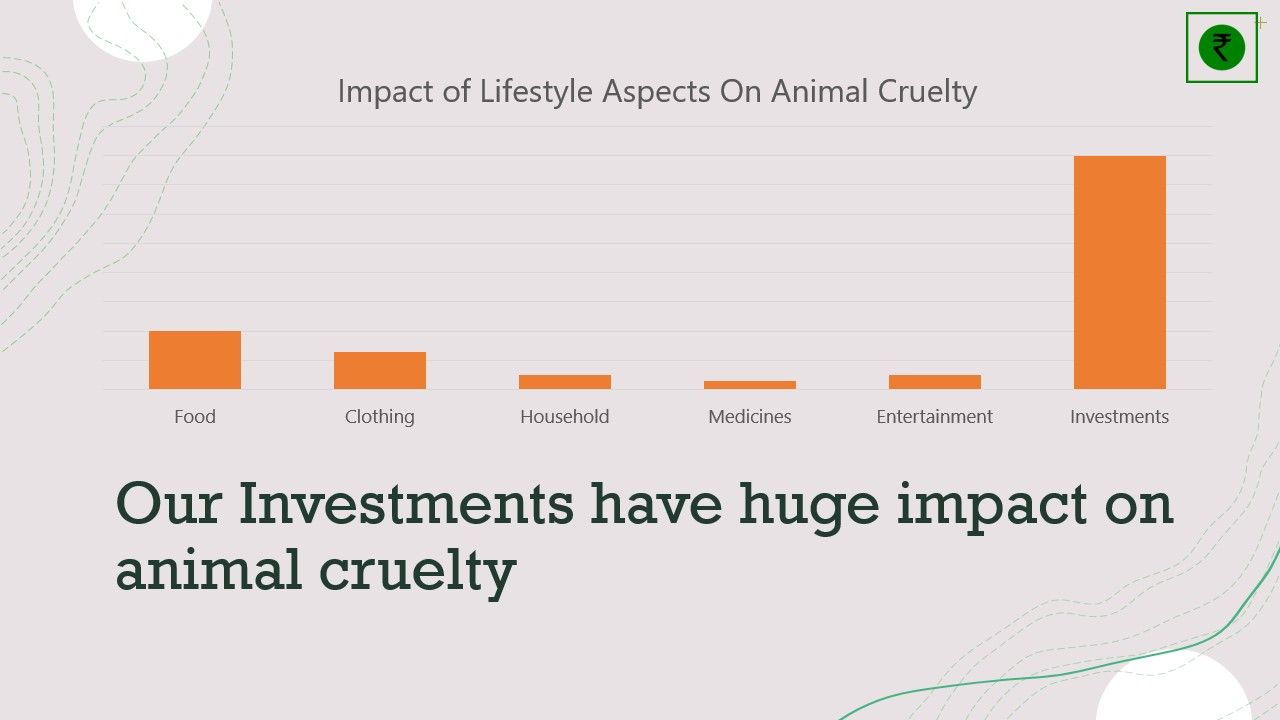 ₹
Impact of Lifestyle Aspects On Animal Cruelty
Food Clothing Household Medicines Entertainment Investments
Our Investments have huge impact on
animal cruelty